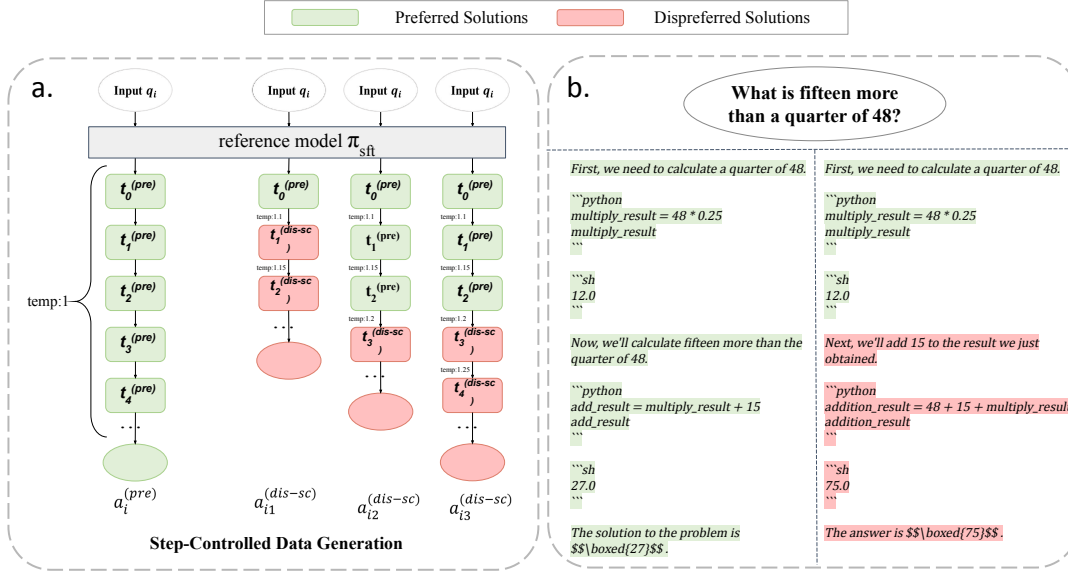 Preferred Solutions
Dispreferred Solutions
a.
Input q_i
Input q_i
Input q_i
Input q_i
reference model π_sft
temp:1
t_0^(pre)
t_1^(pre)
t_2^(pre)
t_3^(pre)
t_4^(pre)
...
a_i^(pre)
t_0^(pre)
temp:1.1
t_1^(dis-sc
)
temp:1.15
t_2^(dis-sc
)
...
a_i1^(dis-sc)
t_0^(pre)
temp:1.1
t_1^(pre)
temp:1.15
t_2^(pre)
temp:1.2
t_3^(dis-sc
)
...
a_i2^(dis-sc)
t_0^(pre)
temp:1.1
t_1^(pre)
temp:1.15
t_2^(pre)
temp:1.2
t_3^(dis-sc
)
temp:1.25
t_4^(dis-sc
)
...
a_i3^(dis-sc)
Step-Controlled Data Generation
b.
What is fifteen more
than a quarter of 48?
First, we need to calculate a quarter of 48.
```python
multiply_result = 48 * 0.25
multiply_result
```
```sh
12.0
```
Now, we'll calculate fifteen more than the
quarter of 48.
```python
add_result = multiply_result + 15
add_result
```
```sh
27.0
```
The solution to the problem is
$$\boxed{27}$$ .
First, we need to calculate a quarter of 48.
```python
multiply_result = 48 * 0.25
multiply_result
```
```sh
12.0
```
Next, we'll add 15 to the result we just
obtained.
```python
addition_result = 48 + 15 + multiply_result
addition_result
```
```sh
75.0
```
The answer is $$\boxed{75}$$ .